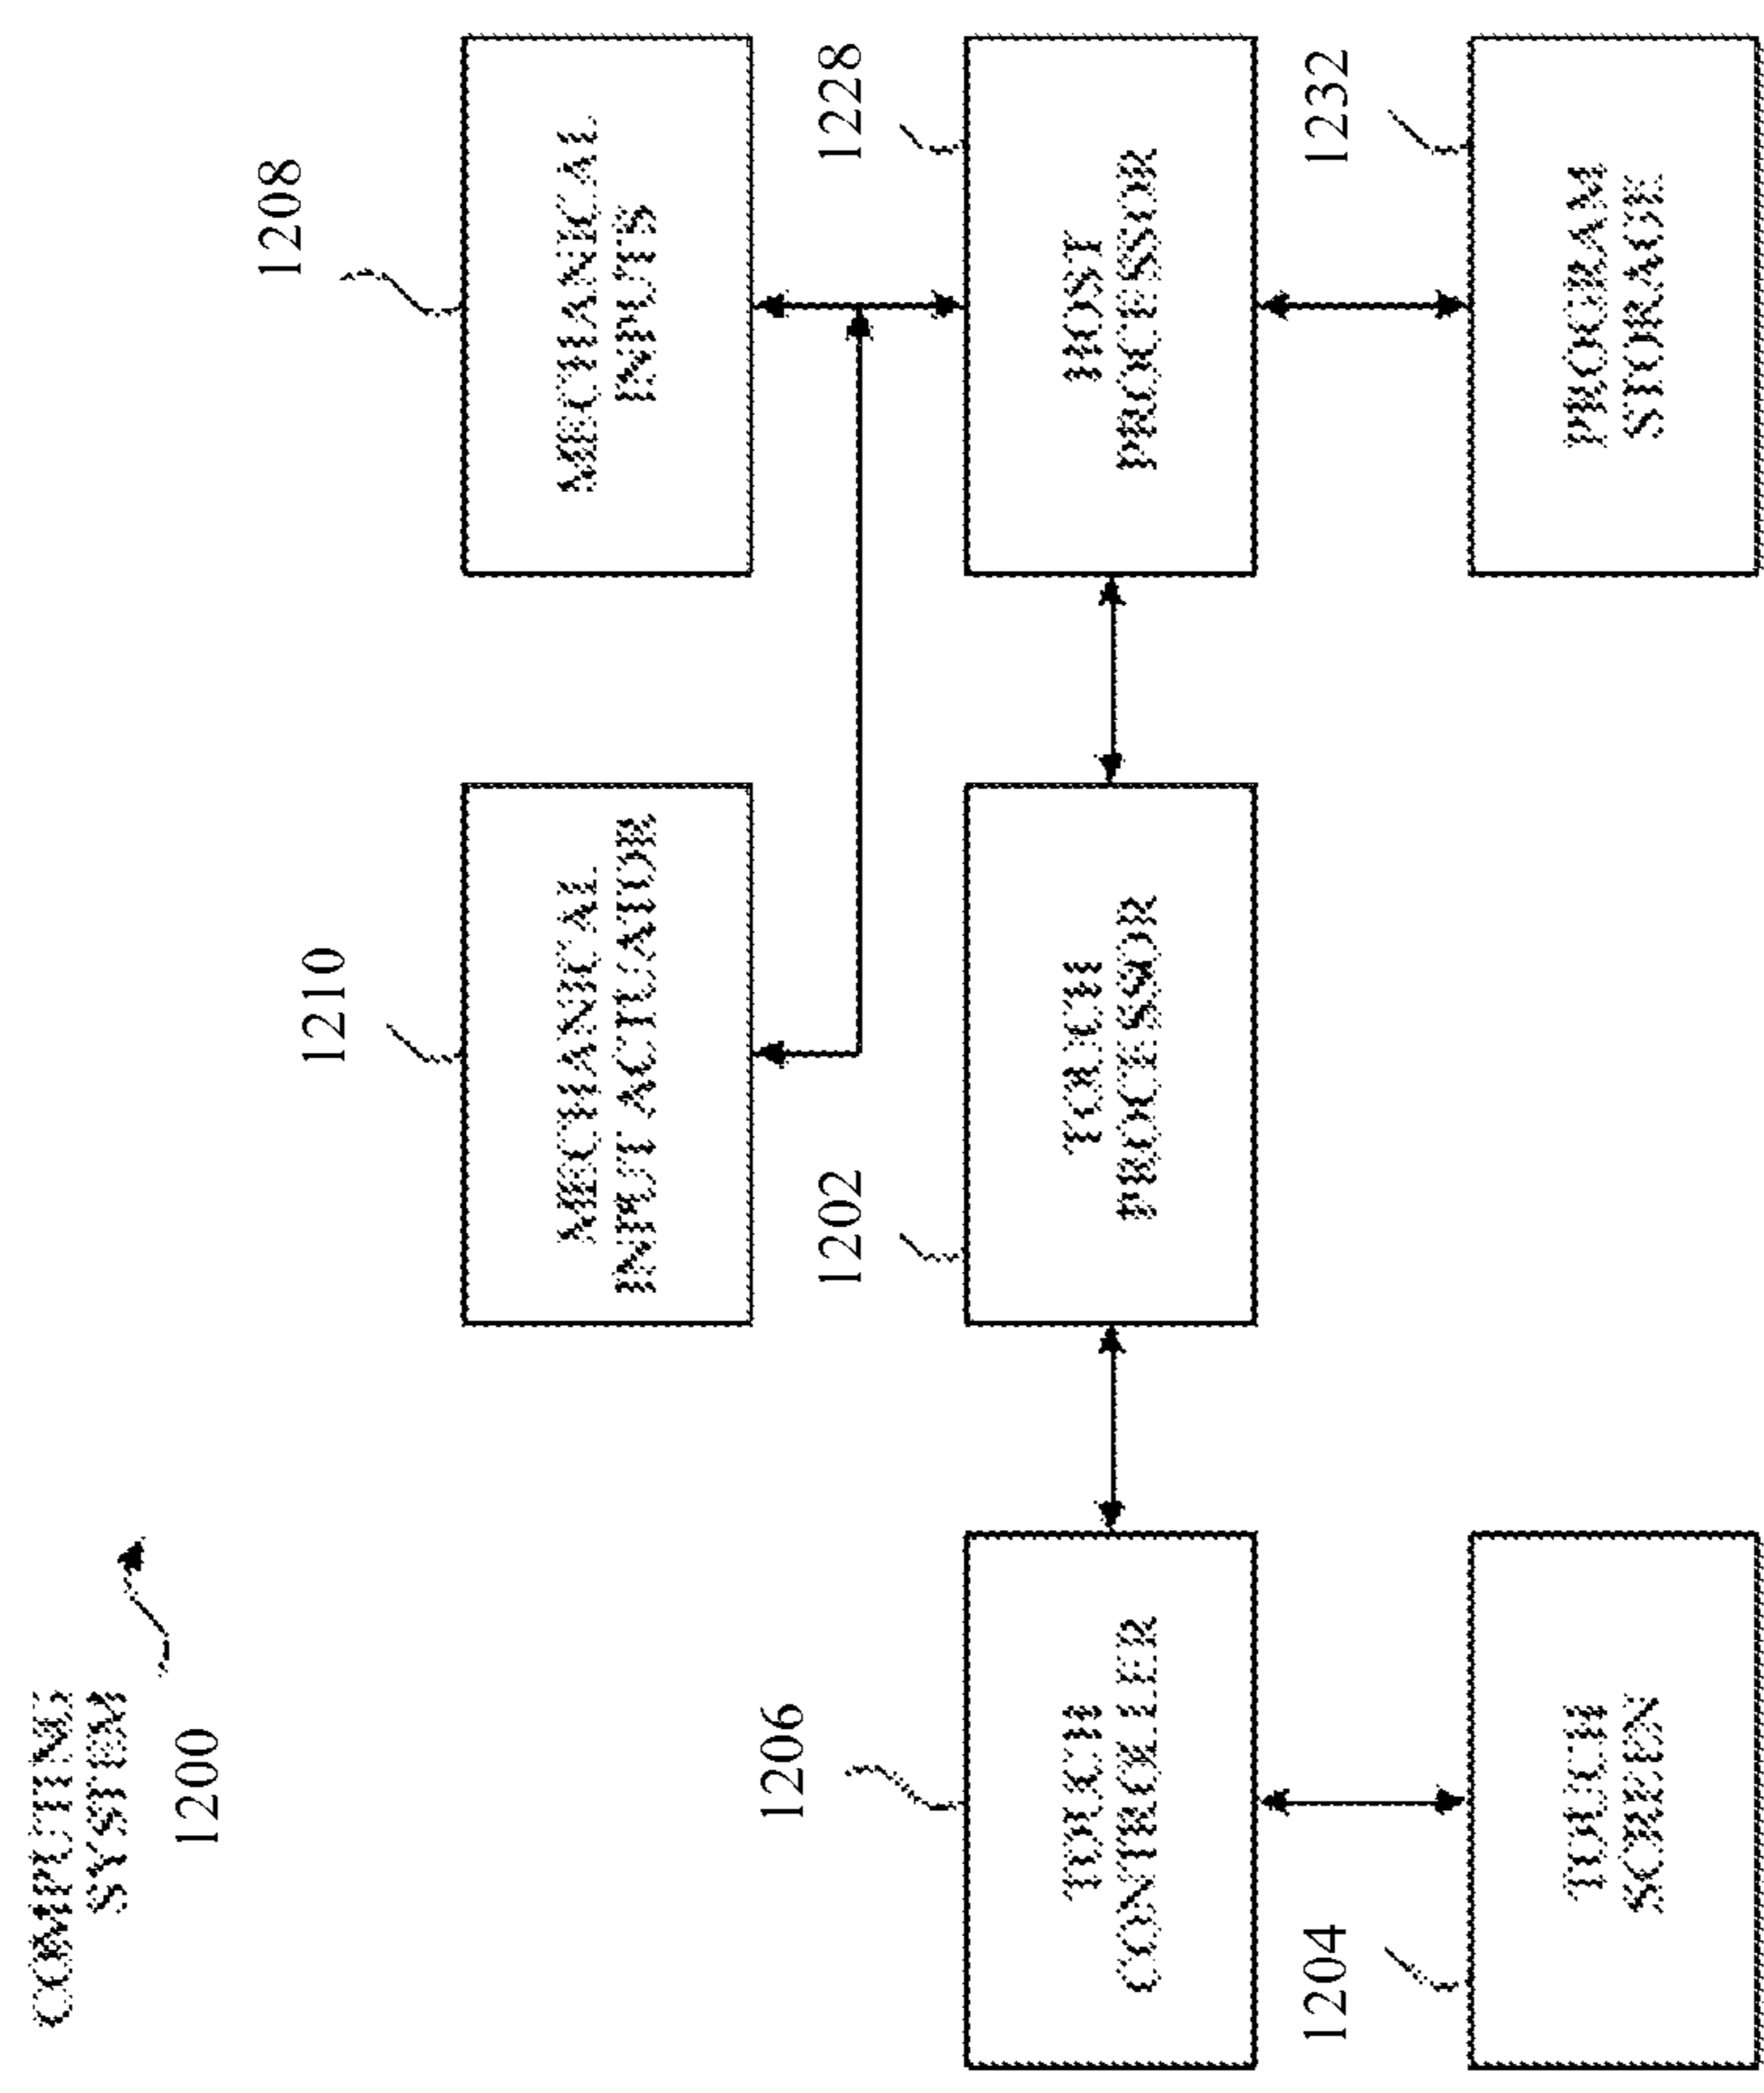 COMPUTING
SYSTEM
1200
1210
MECHANICAL
INPUT ACTUATOR
1208
MECHANICAL
INPUTS
1206
TOUCH
CONTROLLER
1202
TOUCH
PROCESSOR
1228
HOST
PROCESSOR
1204
TOUCH
SCREEN
1232
PROGRAM
STORAGE